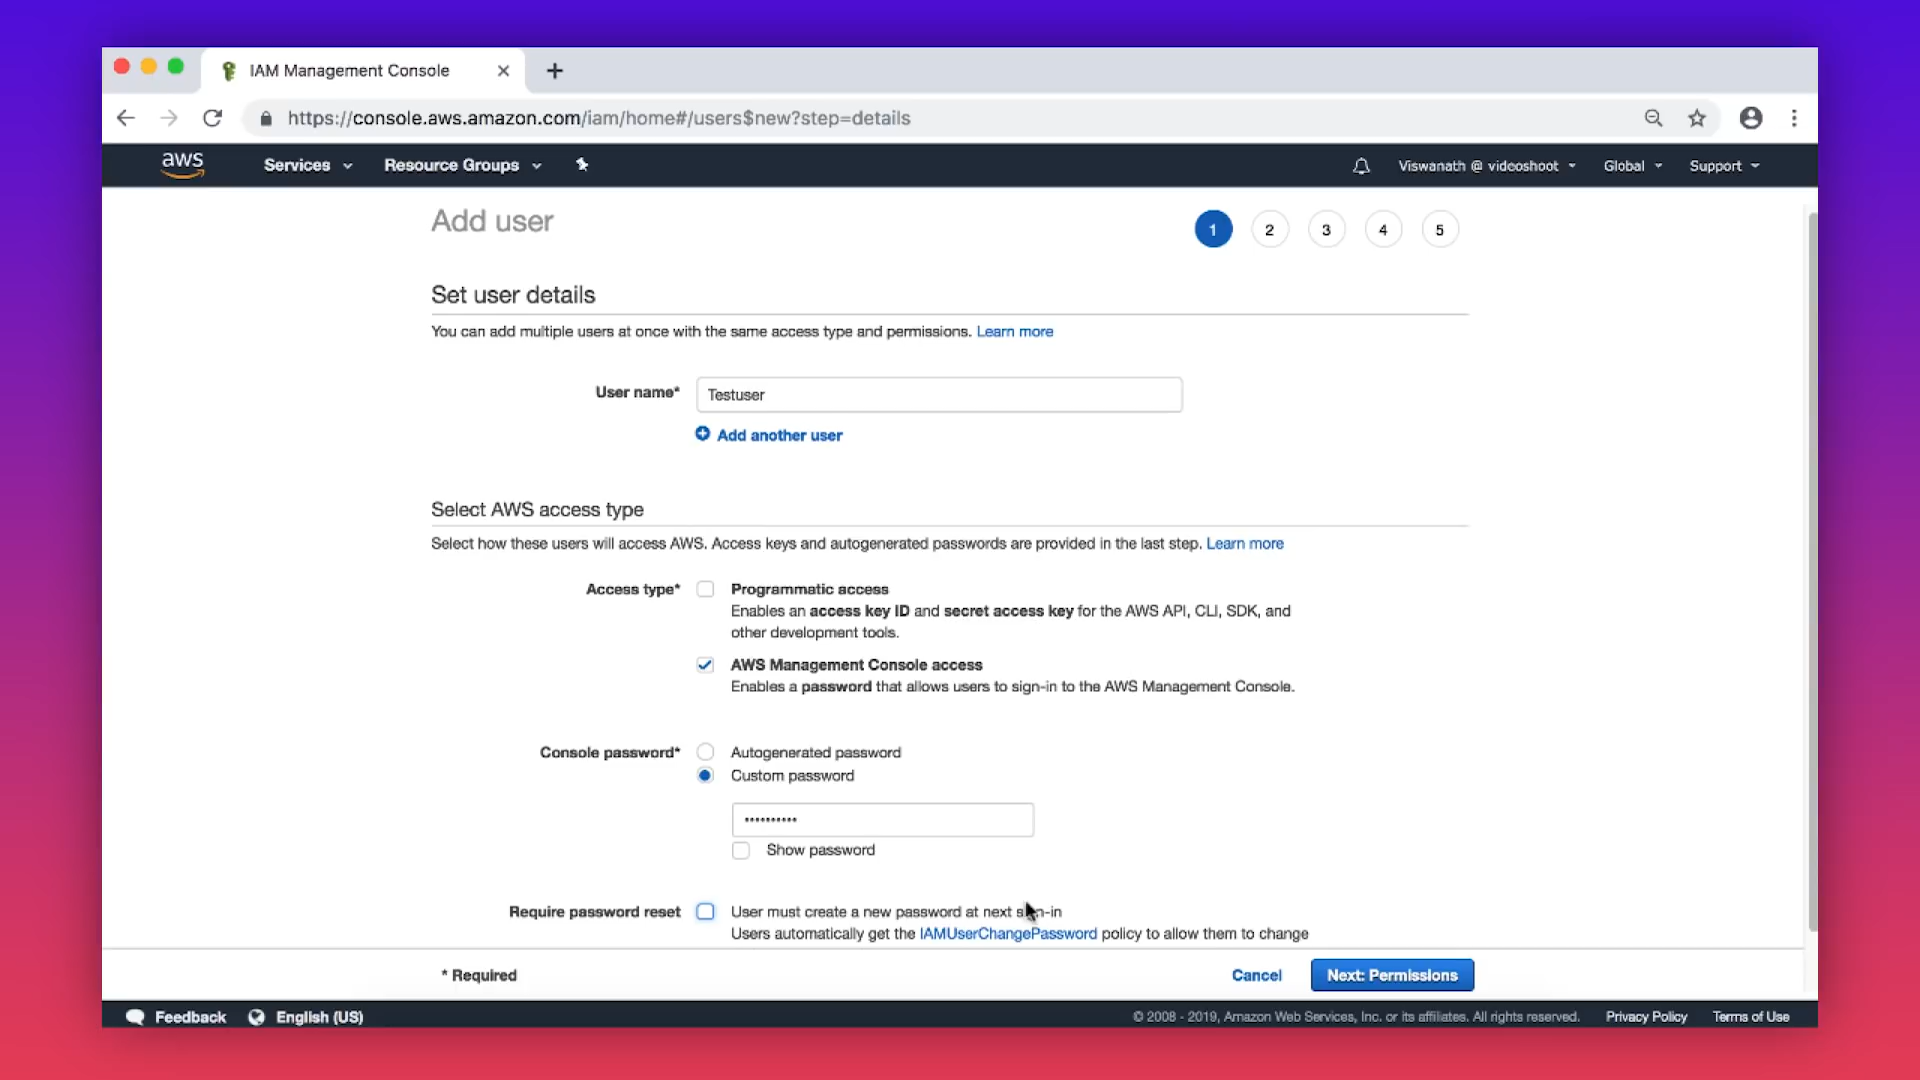 IAM Management Console
https://console.aws.amazon.com/iam/home#/users$new?step=details
aws Services Resource Groups Viswanath @ videoshoot Global Support
Add user
1 2 3 4 5
Set user details
You can add multiple users at once with the same access type and permissions. Learn more
User name* Testuser
Add another user
Select AWS access type
Select how these users will access AWS. Access keys and autogenerated passwords are provided in the last step. Learn more
Access type* Programmatic access
Enables an access key ID and secret access key for the AWS API, CLI, SDK, and
other development tools.
AWS Management Console access
Enables a password that allows users to sign-in to the AWS Management Console.
Console password* Autogenerated password
Custom password
••••••••••
Show password
Require password reset User must create a new password at next sign-in
Users automatically get the IAMUserChangePassword policy to allow them to change
* Required Cancel Next: Permissions
Feedback English (US) © 2008 - 2019, Amazon Web Services, Inc. or its affiliates. All rights reserved. Privacy Policy Terms of Use